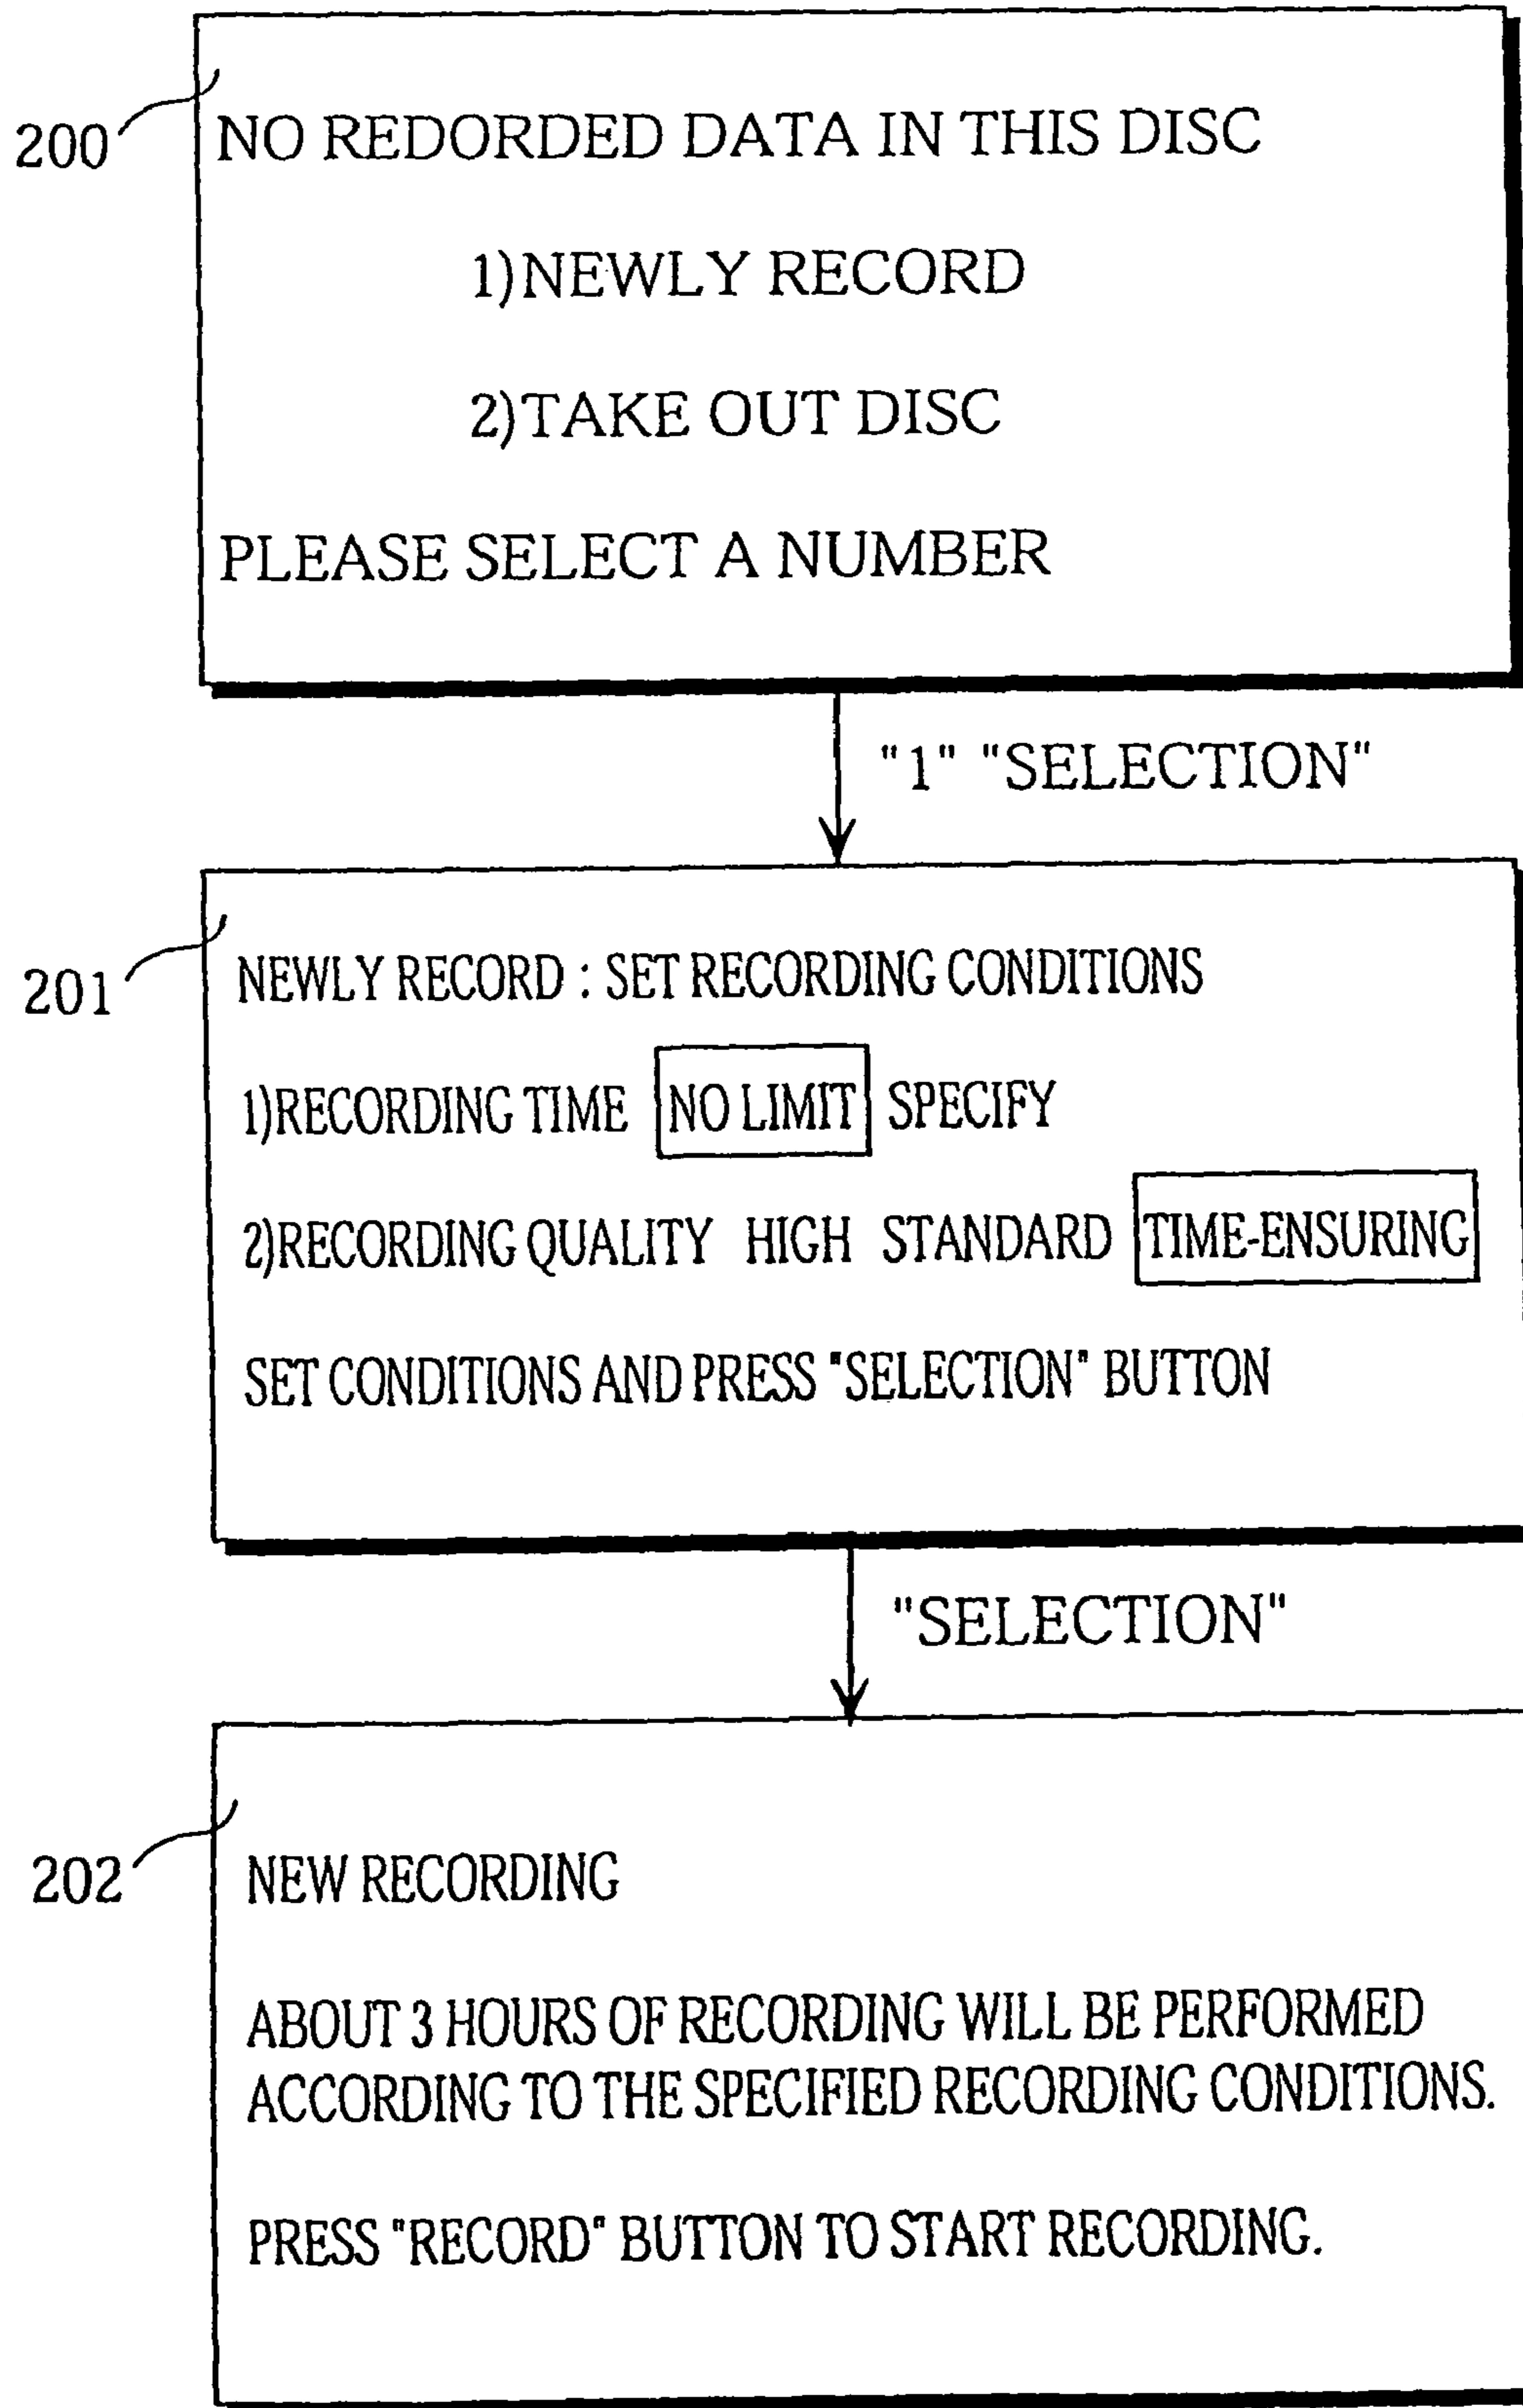 200
NO REDORDED DATA IN THIS DISC
1)NEWLY RECORD
2)TAKE OUT DISC
PLEASE SELECT A NUMBER
"1" "SELECTION"
201
NEWLY RECORD : SET RECORDING CONDITIONS
1)RECORDING TIME NO LIMIT SPECIFY
2)RECORDING QUALITY HIGH STANDARD TIME-ENSURING
SET CONDITIONS AND PRESS "SELECTION" BUTTON
"SELECTION"
202
NEW RECORDING
ABOUT 3 HOURS OF RECORDING WILL BE PERFORMED
ACCORDING TO THE SPECIFIED RECORDING CONDITIONS.
PRESS "RECORD" BUTTON TO START RECORDING.